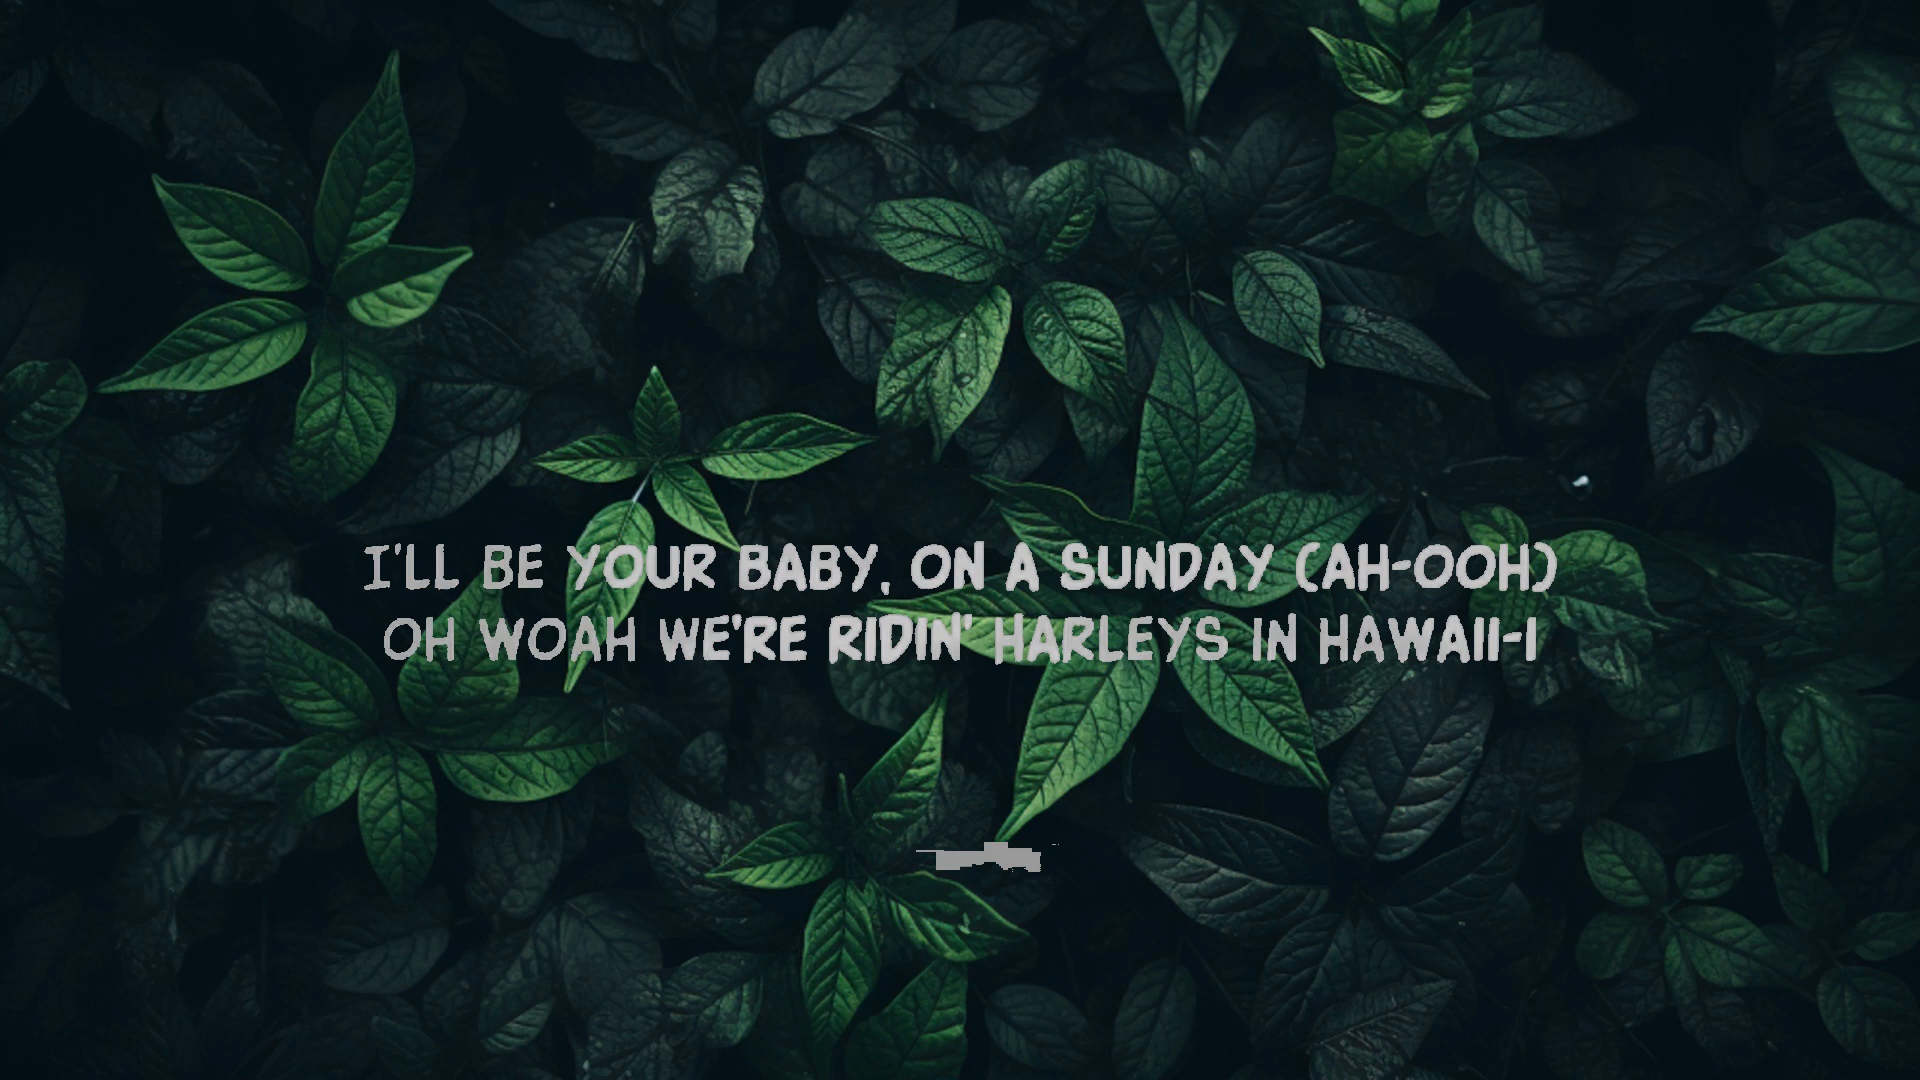 I'LL BE YOUR BABY, ON A SUNDAY (AH-OOH)
OH WOAH WE'RE RIDIN' HARLEYS IN HAWAII-I